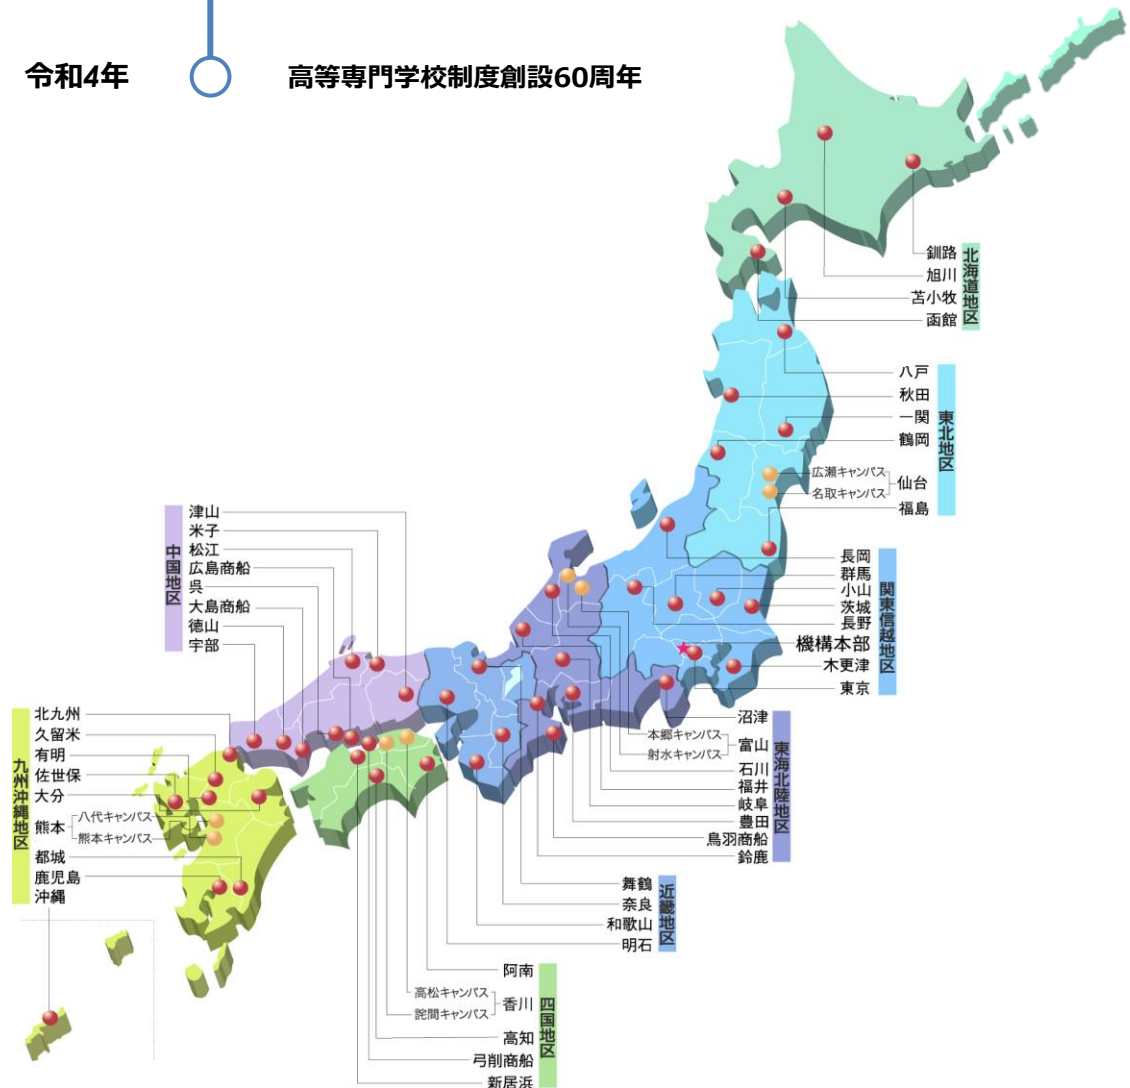 令和4年
高等専門学校制度創設60周年
釧路
旭川
苫小牧
函館
北海道地区
八戸
秋田
一関
鶴岡
広瀬キャンパス
名取キャンパス
仙台
福島
東北地区
長岡
群馬
小山
茨城
長野
機構本部
木更津
東京
関東信越地区
沼津
本郷キャンパス
射水キャンパス
富山
石川
福井
岐阜
豊田
鳥羽商船
鈴鹿
東海北陸地区
舞鶴
奈良
和歌山
明石
近畿地区
津山
米子
松江
広島商船
呉
大島商船
徳山
宇部
中国地区
阿南
高松キャンパス
詫間キャンパス
香川
高知
弓削商船
新居浜
四国地区
北九州
久留米
有明
佐世保
大分
熊本
八代キャンパス
熊本キャンパス
都城
鹿児島
沖縄
九州沖縄地区